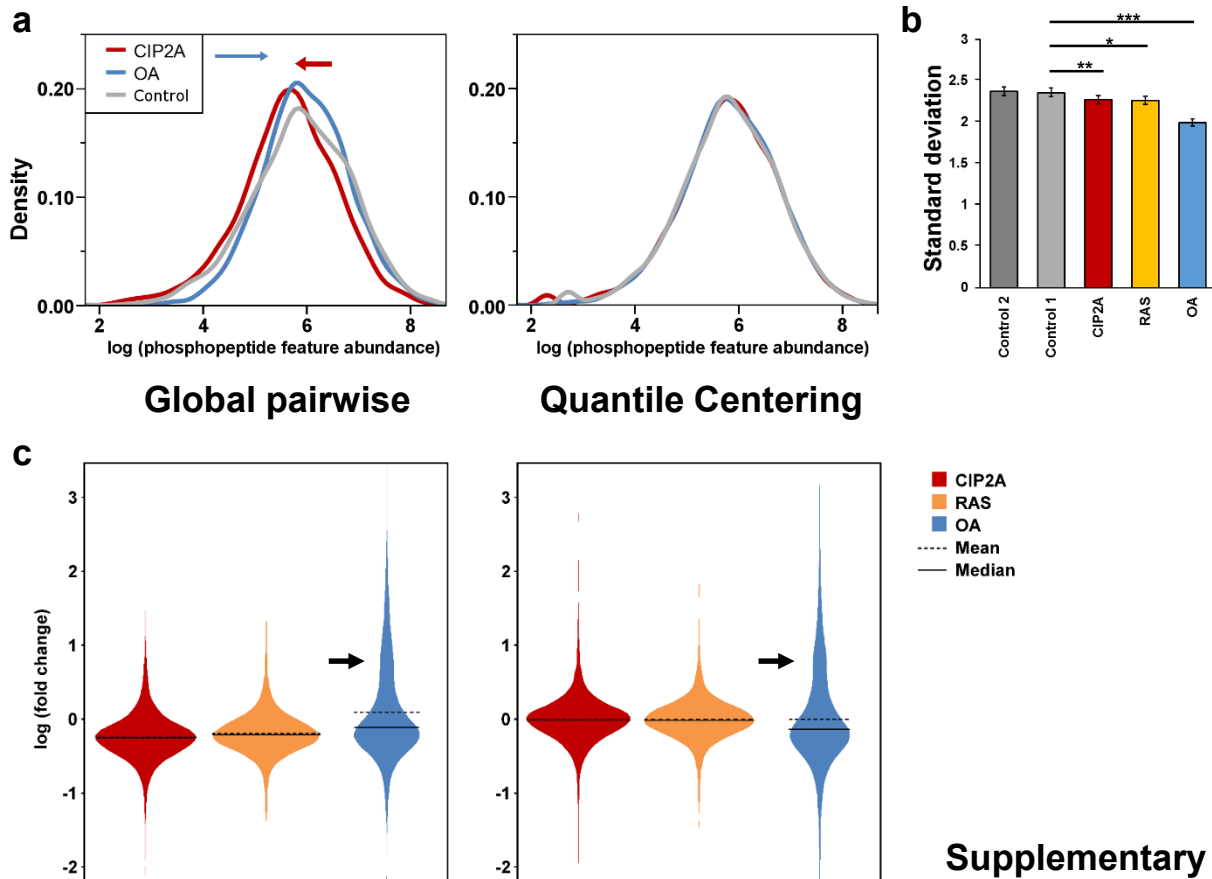 a
CIP2A
OA
Control
0.20
0.10
0.00
Density
2
4
6
8
log (phosphopeptide feature abundance)
Global pairwise
0.20
0.10
0.00
2
4
6
8
log (phosphopeptide feature abundance)
Quantile Centering
b
***
*
**
3
2.5
2
1.5
1
0.5
0
Standard deviation
Control 2
Control 1
CIP2A
RAS
OA
c
3
2
1
0
-1
-2
log (fold change)
3
2
1
0
-1
-2
CIP2A
RAS
OA
Mean
Median
Supplementary